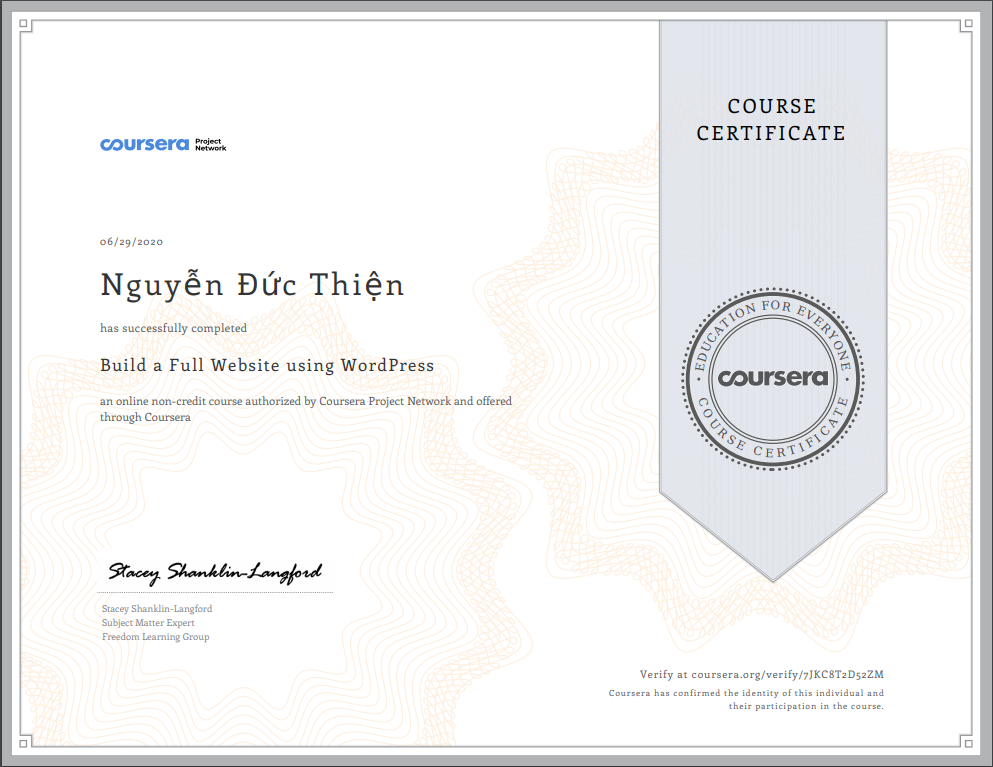 COURSE
CERTIFICATE
coursera Project
Network
06/29/2020
Nguyễn Đức Thiện
has successfully completed
Build a Full Website using WordPress
an online non-credit course authorized by Coursera Project Network and offered
through Coursera
EDUCATION FOR EVERYONE
coursera
COURSE CERTIFICATE
Stacey Shanklin-Langford
Stacey Shanklin-Langford
Subject Matter Expert
Freedom Learning Group
Verify at coursera.org/verify/7JKC8T2D52ZM
Coursera has confirmed the identity of this individual and
their participation in the course.